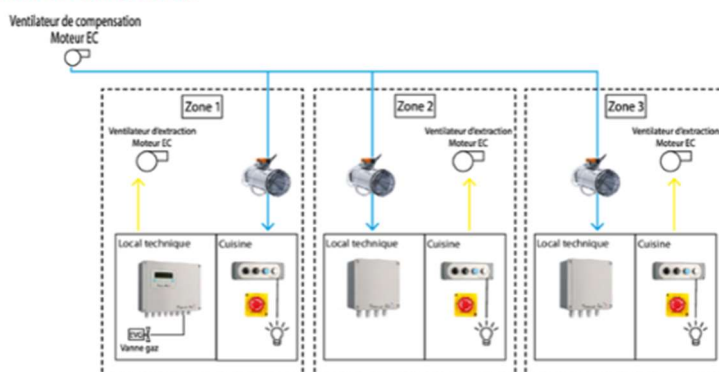 Ventilateur de compensation
Moteur EC
Zone 1
Zone 2
Zone 3
Ventilateur d'extraction
Moteur EC
Ventilateur d'extraction
Moteur EC
Ventilateur d'extraction
Moteur EC
Local technique
Cuisine
Local technique
Cuisine
Local technique
Cuisine
EVG
Vanne gaz